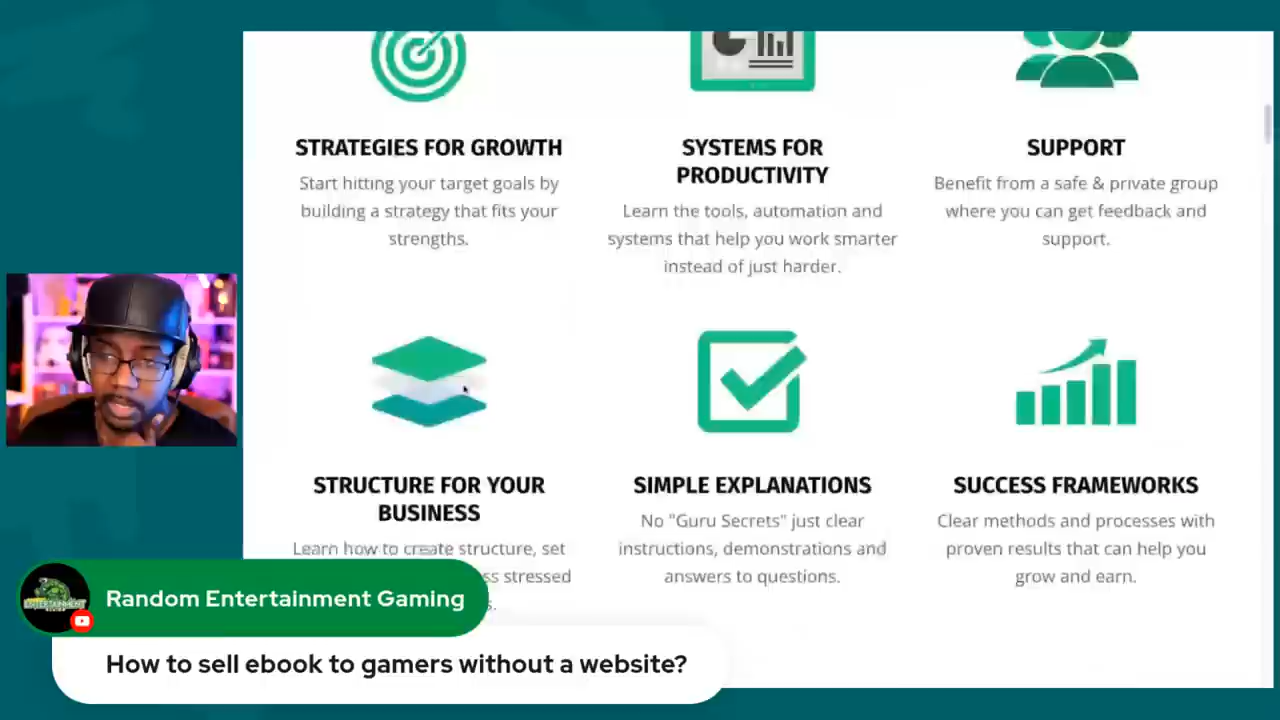 STRATEGIES FOR GROWTH
Start hitting your target goals by
building a strategy that fits your
strengths.
SYSTEMS FOR
PRODUCTIVITY
Learn the tools, automation and
systems that help you work smarter
instead of just harder.
SUPPORT
Benefit from a safe & private group
where you can get feedback and
support.
STRUCTURE FOR YOUR
BUSINESS
Learn how to create structure, set
ss stressed
s.
SIMPLE EXPLANATIONS
No "Guru Secrets" just clear
instructions, demonstrations and
answers to questions.
SUCCESS FRAMEWORKS
Clear methods and processes with
proven results that can help you
grow and earn.
Random Entertainment Gaming
How to sell ebook to gamers without a website?